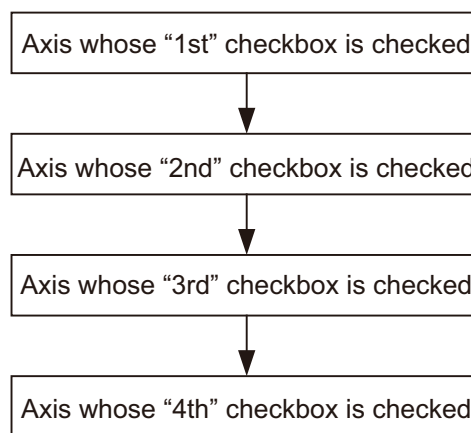 Axis whose “1st” checkbox is checked
Axis whose “2nd” checkbox is checked
Axis whose “3rd” checkbox is checked
Axis whose “4th” checkbox is checked